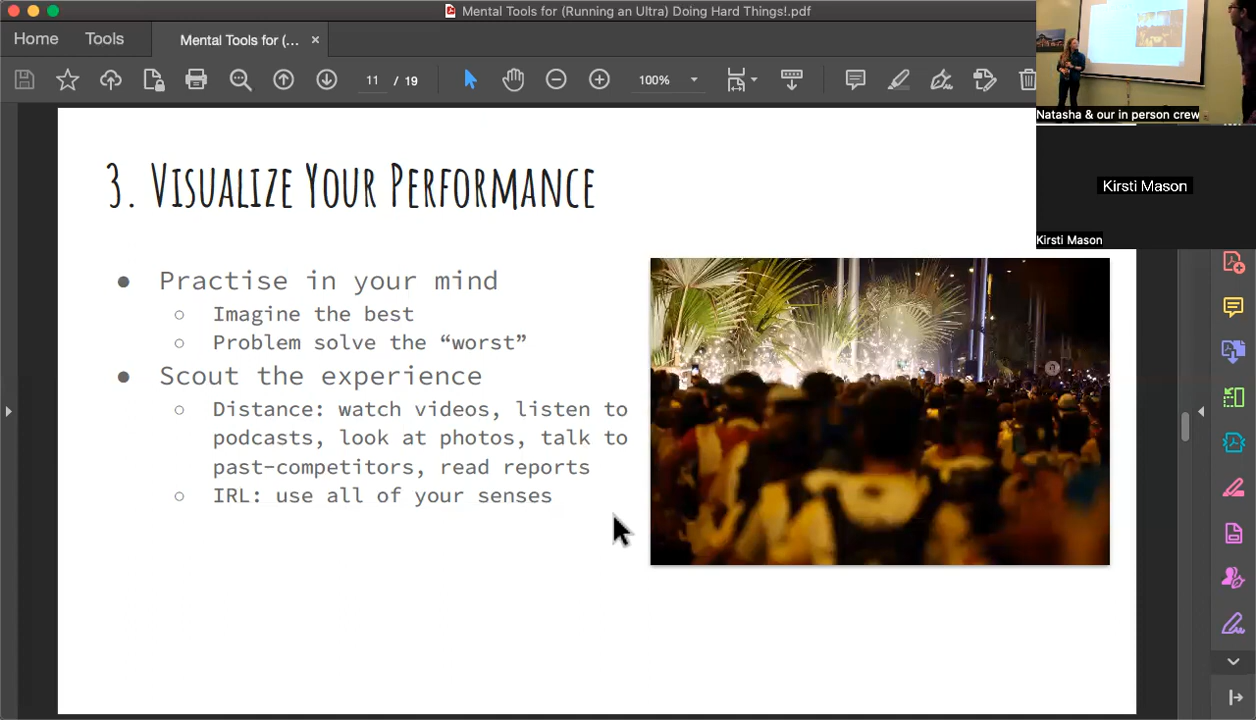 Mental Tools for (Running an Ultra) Doing Hard Things!.pdf
Home
Tools
Mental Tools for (... ×
11 / 19
100%
Natasha & our in person crew
Kirsti Mason
Kirsti Mason
3. Visualize Your Performance
● Practise in your mind
○ Imagine the best
○ Problem solve the “worst”
● Scout the experience
○ Distance: watch videos, listen to
podcasts, look at photos, talk to
past-competitors, read reports
○ IRL: use all of your senses